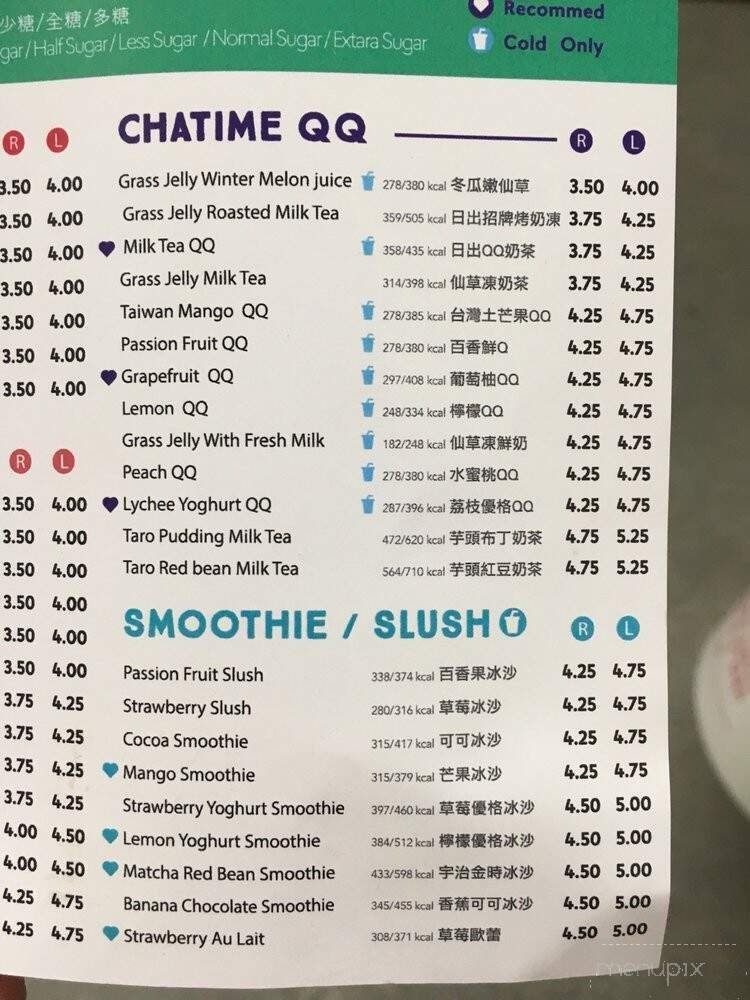 少糖/全糖/多糖
gar/Half Sugar/Less Sugar /Normal Sugar/Extara Sugar
Recommed
Cold Only
R L CHATIME QQ R L
3.50 4.00 Grass Jelly Winter Melon juice 278/380 kcal 冬瓜嫩仙草 3.50 4.00
3.50 4.00 Grass Jelly Roasted Milk Tea 359/505 kcal 日出招牌烤奶凍 3.75 4.25
3.50 4.00 Milk Tea QQ 358/435 kcal 日出QQ奶茶 3.75 4.25
3.50 4.00 Grass Jelly Milk Tea 314/398 kcal 仙草凍奶茶 3.75 4.25
3.50 4.00 Taiwan Mango QQ 278/385 kcal 台灣土芒果QQ 4.25 4.75
3.50 4.00 Passion Fruit QQ 278/380 kcal 百香鮮Q 4.25 4.75
3.50 4.00 Grapefruit QQ 297/408 kcal 葡萄柚QQ 4.25 4.75
Lemon QQ 248/334 kcal 檸檬QQ 4.25 4.75
Grass Jelly With Fresh Milk 182/248 kcal 仙草凍鮮奶 4.25 4.75
R L Peach QQ 278/380 kcal 水蜜桃QQ 4.25 4.75
3.50 4.00 Lychee Yoghurt QQ 287/396 kcal 荔枝優格QQ 4.25 4.75
3.50 4.00 Taro Pudding Milk Tea 472/620 kcal 芋頭布丁奶茶 4.75 5.25
3.50 4.00 Taro Red bean Milk Tea 564/710 kcal 芋頭紅豆奶茶 4.75 5.25
3.50 4.00
3.50 4.00 SMOOTHIE / SLUSH R L
3.50 4.00 Passion Fruit Slush 338/374 kcal 百香果冰沙 4.25 4.75
3.75 4.25 Strawberry Slush 280/316 kcal 草莓冰沙 4.25 4.75
3.75 4.25 Cocoa Smoothie 315/417 kcal 可可冰沙 4.25 4.75
3.75 4.25 Mango Smoothie 315/379 kcal 芒果冰沙 4.25 4.75
3.75 4.25 Strawberry Yoghurt Smoothie 397/460 kcal 草莓優格冰沙 4.50 5.00
4.00 4.50 Lemon Yoghurt Smoothie 384/512 kcal 檸檬優格冰沙 4.50 5.00
4.00 4.50 Matcha Red Bean Smoothie 433/598 kcal 宇治金時冰沙 4.50 5.00
4.25 4.75 Banana Chocolate Smoothie 345/455 kcal 香蕉可可冰沙 4.50 5.00
4.25 4.75 Strawberry Au Lait 308/371 kcal 草莓歐蕾 4.50 5.00
menupix